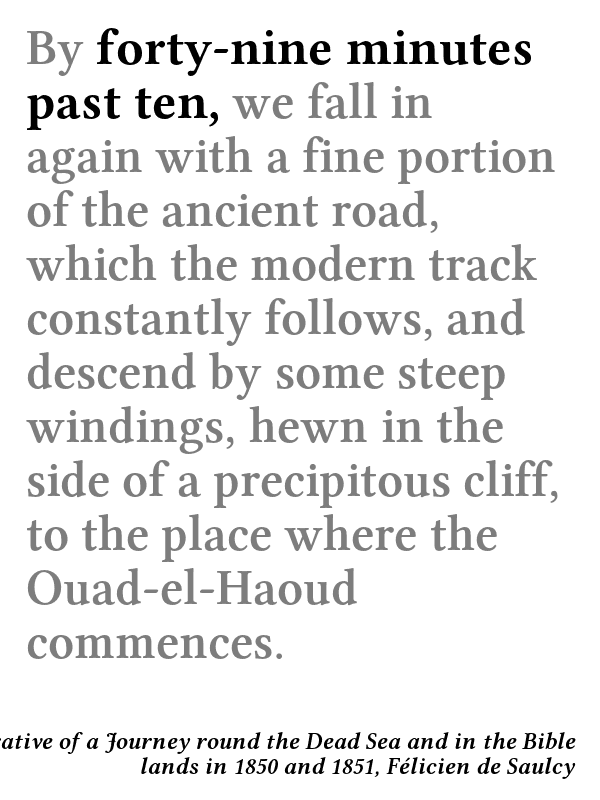 By forty-nine minutes
past ten, we fall in
again with a fine portion
of the ancient road,
which the modern track
constantly follows, and
descend by some steep
windings, hewn in the
side of a precipitous cliff,
to the place where the
Ouad-el-Haoud
commences.
of a Journey round the Dead Sea and in the Bible
lands in 1850 and 1851, Félicien de Saulcy